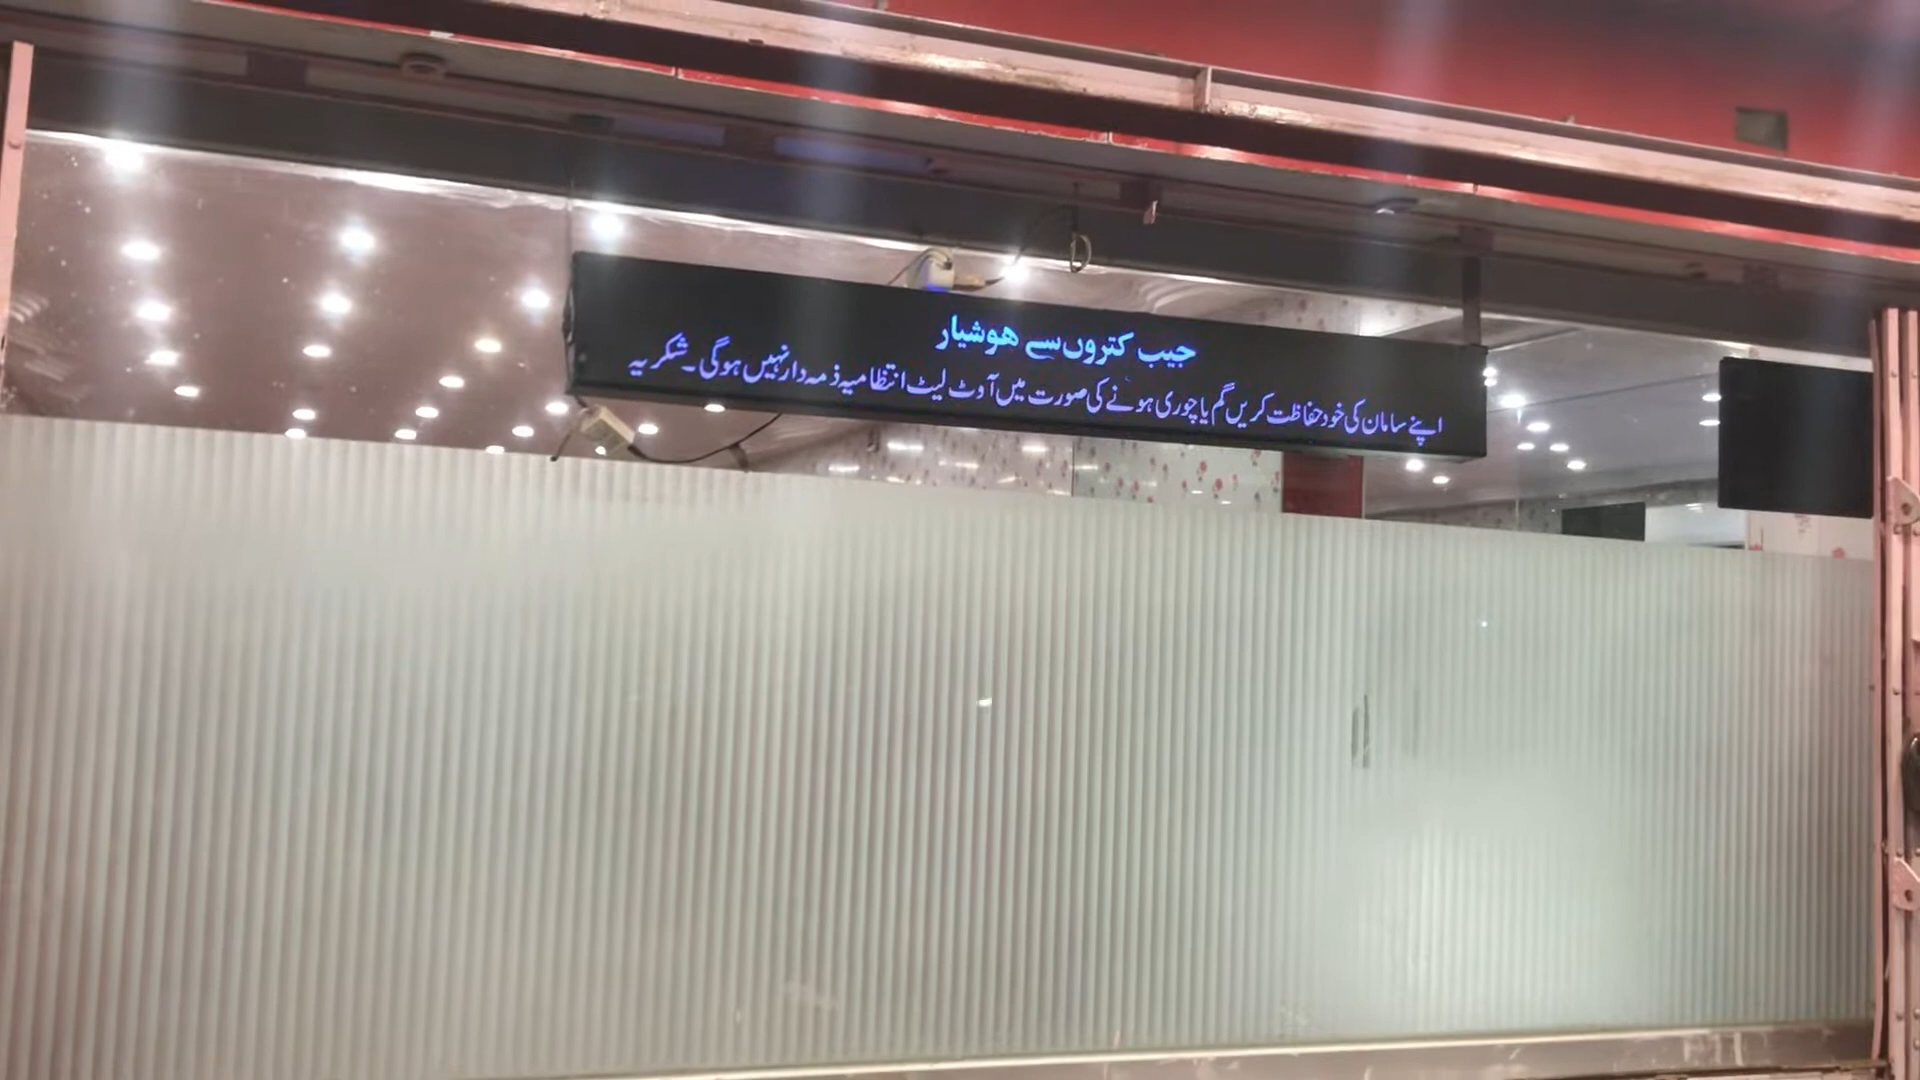 جیب کتروں سے ھوشیار
اپنے سامان کی خود حفاظت کریں گم یا چوری ہونے کی صورت میں آوٹ لیٹ انتظامیہ ذمہ دار نہیں ہوگی۔ شکریہ